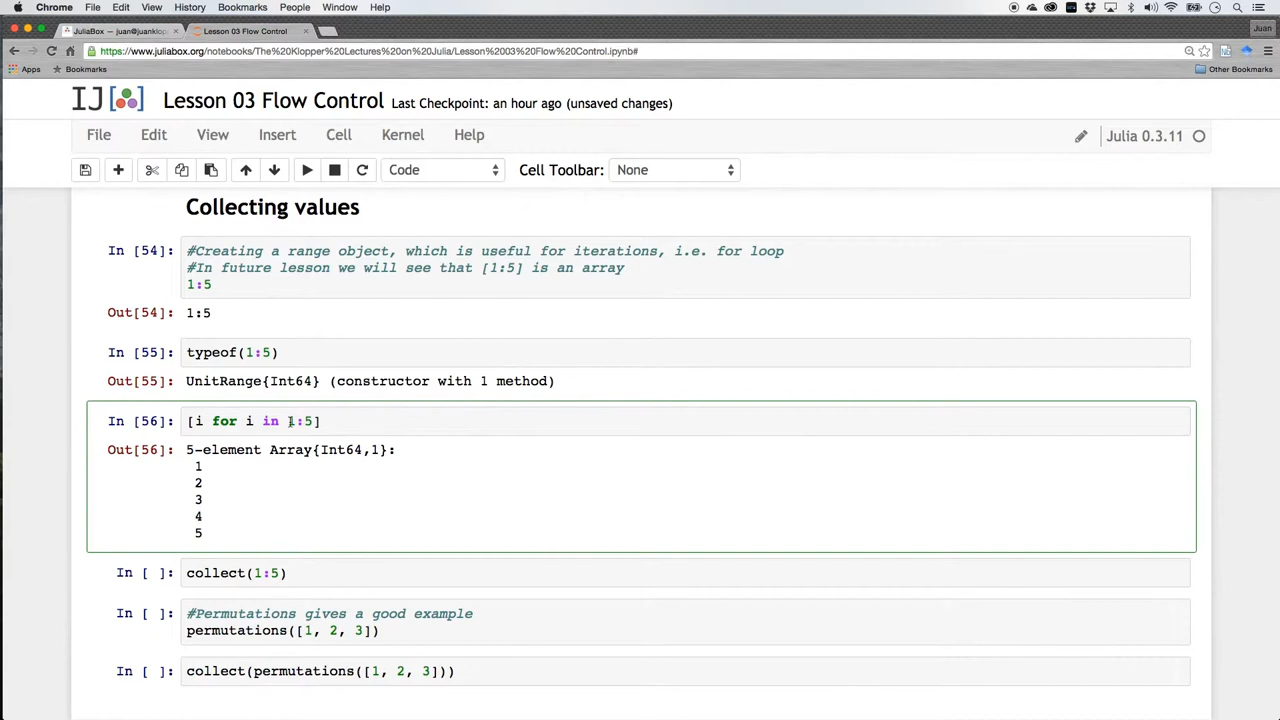 Chrome File Edit View History Bookmarks People Window Help
JuliaBox — juan@juanklop
Lesson 03 Flow Control
Juan
https://www.juliabox.org/notebooks/The%20Klopper%20Lectures%20on%20Julia/Lesson%2003%20Flow%20Control.ipynb#
Apps Bookmarks Other Bookmarks
IJ[ ] Lesson 03 Flow Control Last Checkpoint: an hour ago (unsaved changes)
File Edit View Insert Cell Kernel Help Julia 0.3.11
Code Cell Toolbar: None
Collecting values
In [54]: #Creating a range object, which is useful for iterations, i.e. for loop
#In future lesson we will see that [1:5] is an array
1:5
Out[54]: 1:5
In [55]: typeof(1:5)
Out[55]: UnitRange{Int64} (constructor with 1 method)
In [56]: [i for i in 1:5]
Out[56]: 5-element Array{Int64,1}:
1
2
3
4
5
In [ ]: collect(1:5)
In [ ]: #Permutations gives a good example
permutations([1, 2, 3])
In [ ]: collect(permutations([1, 2, 3]))